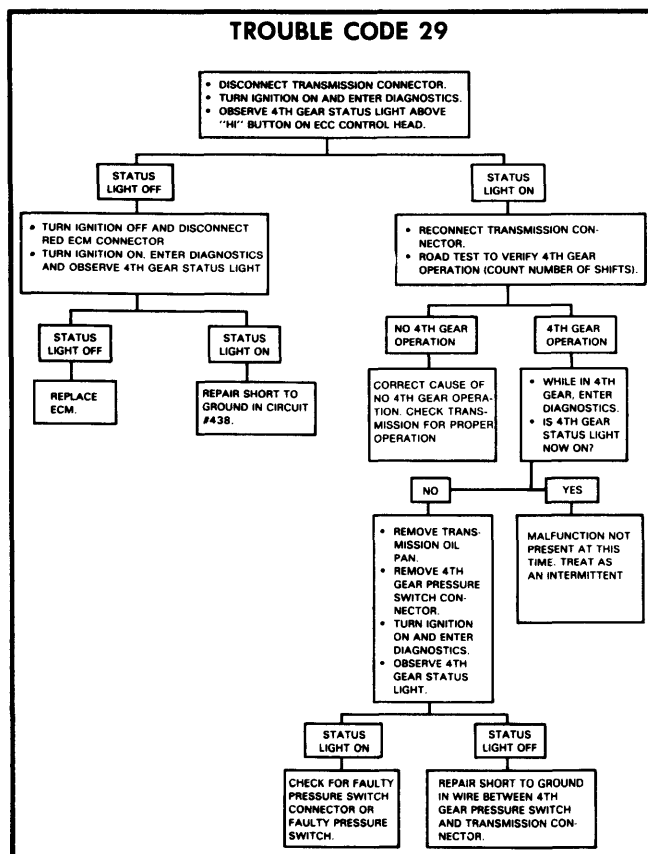 TROUBLE CODE 29
• DISCONNECT TRANSMISSION CONNECTOR.
• TURN IGNITION ON AND ENTER DIAGNOSTICS.
• OBSERVE 4TH GEAR STATUS LIGHT ABOVE
"HI" BUTTON ON ECC CONTROL HEAD.
STATUS
LIGHT OFF
STATUS
LIGHT ON
• TURN IGNITION OFF AND DISCONNECT
RED ECM CONNECTOR
• TURN IGNITION ON. ENTER DIAGNOSTICS
AND OBSERVE 4TH GEAR STATUS LIGHT
• RECONNECT TRANSMISSION CON-
NECTOR.
• ROAD TEST TO VERIFY 4TH GEAR
OPERATION (COUNT NUMBER OF SHIFTS).
STATUS
LIGHT OFF
STATUS
LIGHT ON
NO 4TH GEAR
OPERATION
4TH GEAR
OPERATION
REPLACE
ECM.
REPAIR SHORT TO
GROUND IN CIRCUIT
#438.
CORRECT CAUSE OF
NO 4TH GEAR OPERA-
TION. CHECK TRANS-
MISSION FOR PROPER
OPERATION
• WHILE IN 4TH
GEAR, ENTER
DIAGNOSTICS.
• IS 4TH GEAR
STATUS LIGHT
NOW ON?
NO
YES
• REMOVE TRANS-
MISSION OIL
PAN.
• REMOVE 4TH
GEAR PRESSURE
SWITCH CON-
NECTOR.
• TURN IGNITION
ON AND ENTER
DIAGNOSTICS.
• OBSERVE 4TH
GEAR STATUS
LIGHT.
MALFUNCTION NOT
PRESENT AT THIS
TIME. TREAT AS
AN INTERMITTENT
STATUS
LIGHT ON
STATUS
LIGHT OFF
CHECK FOR FAULTY
PRESSURE SWITCH
CONNECTOR OR
FAULTY PRESSURE
SWITCH.
REPAIR SHORT TO GROUND
IN WIRE BETWEEN 4TH
GEAR PRESSURE SWITCH
AND TRANSMISSION CON-
NECTOR.